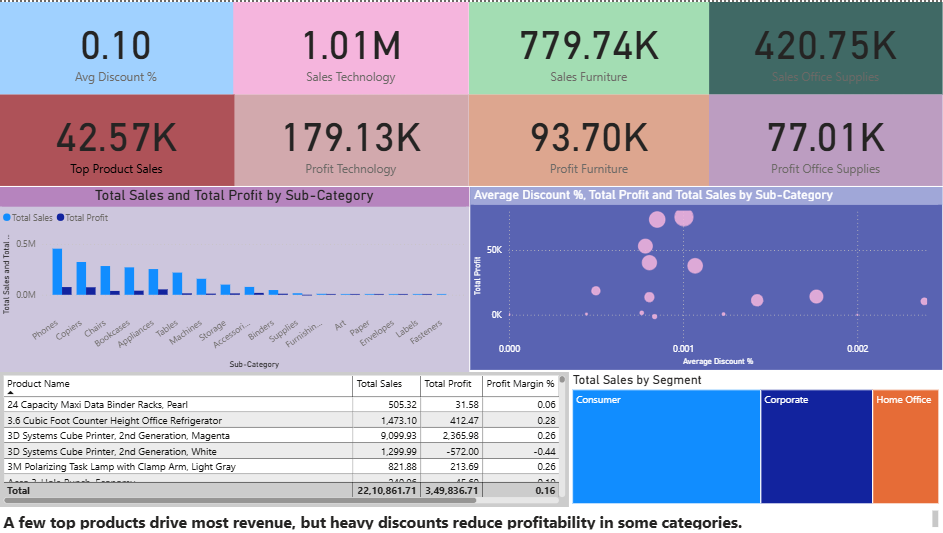 0.10
Avg Discount %
1.01M
Sales Technology
779.74K
Sales Furniture
420.75K
Sales Office Supplies
42.57K
Top Product Sales
179.13K
Profit Technology
93.70K
Profit Furniture
77.01K
Profit Office Supplies
Total Sales and Total Profit by Sub-Category
Total Sales Total Profit
Total Sales and Total ...
0.5M
0.0M
Phones
Copiers
Chairs
Bookcases
Appliances
Tables
Machines
Storage
Accessori...
Binders
Supplies
Furnishin...
Art
Paper
Envelopes
Labels
Fasteners
Sub-Category
Average Discount %, Total Profit and Total Sales by Sub-Category
Total Profit
50K
0K
0.000 0.001 0.002
Average Discount %
Product Name Total Sales Total Profit Profit Margin %
24 Capacity Maxi Data Binder Racks, Pearl 505.32 31.58 0.06
3.6 Cubic Foot Counter Height Office Refrigerator 1,473.10 412.47 0.28
3D Systems Cube Printer, 2nd Generation, Magenta 9,099.93 2,365.98 0.26
3D Systems Cube Printer, 2nd Generation, White 1,299.99 -572.00 -0.44
3M Polarizing Task Lamp with Clamp Arm, Light Gray 821.88 213.69 0.26
Total 22,10,861.71 3,49,836.71 0.16
Total Sales by Segment
Consumer
Corporate
Home Office
A few top products drive most revenue, but heavy discounts reduce profitability in some categories.